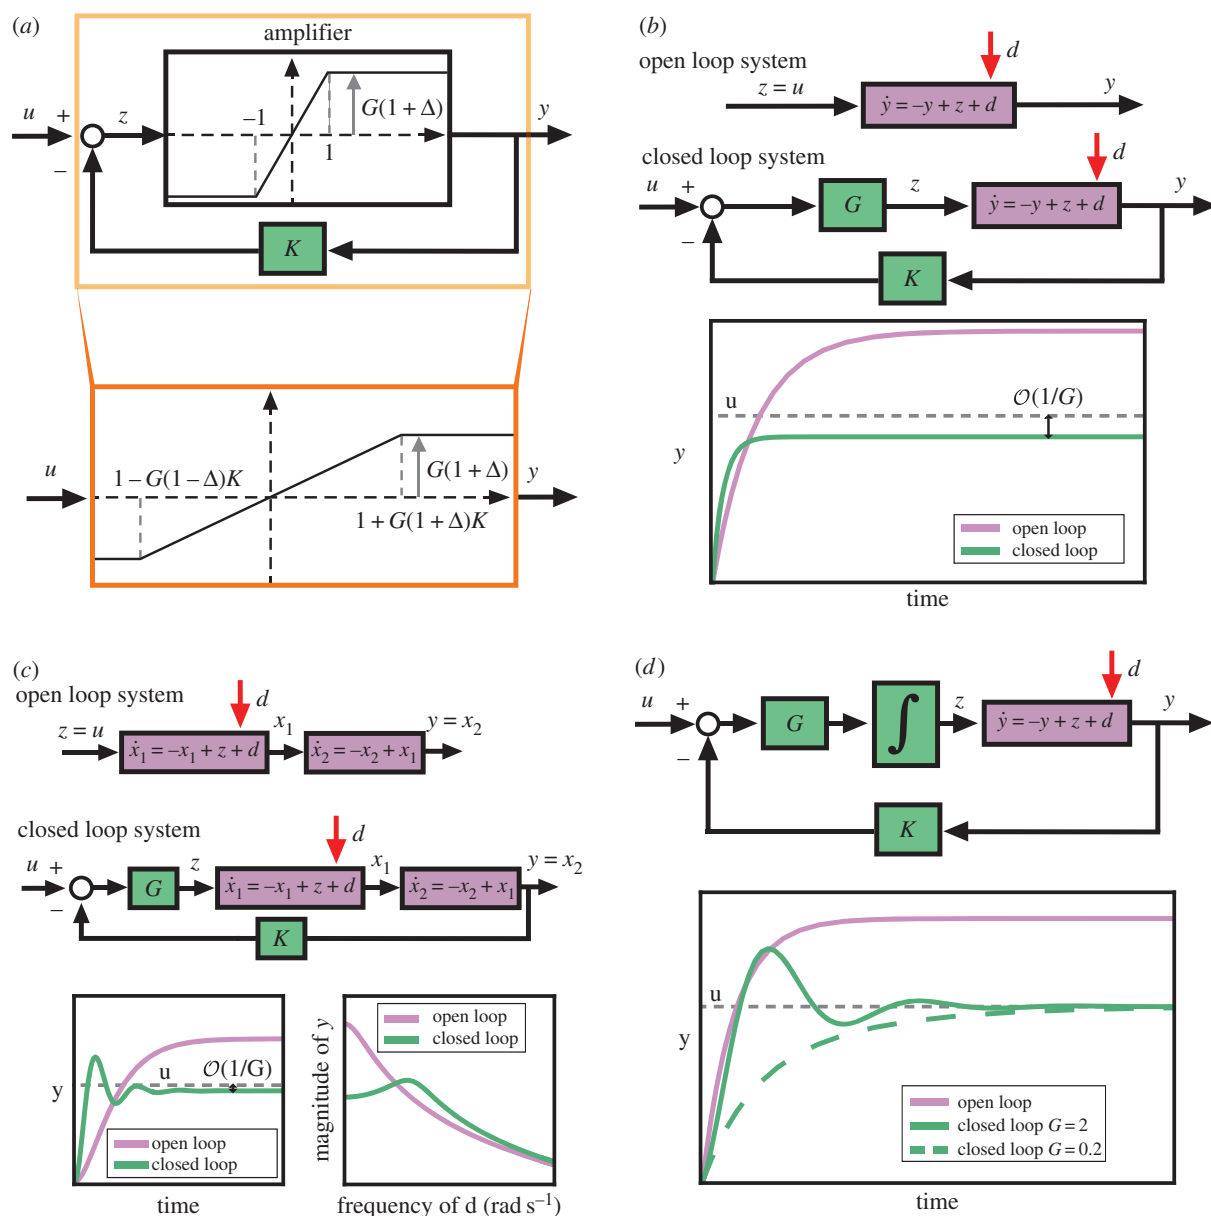 (a)
amplifier
u
+
−
z
−1
1
G(1 + Δ)
y
K
u
1 − G(1 − Δ)K
G(1 + Δ)
1 + G(1 + Δ)K
y
(b)
open loop system
d
z = u
ẏ = −y + z + d
y
closed loop system
d
u
+
−
G
z
ẏ = −y + z + d
y
K
u
𝒪(1/G)
y
open loop
closed loop
time
(c)
open loop system
d
z = u
ẋ₁ = −x₁ + z + d
x₁
ẋ₂ = −x₂ + x₁
y = x₂
closed loop system
d
u
+
−
G
z
ẋ₁ = −x₁ + z + d
x₁
ẋ₂ = −x₂ + x₁
y = x₂
K
y
u
𝒪(1/G)
open loop
closed loop
time
magnitude of y
open loop
closed loop
frequency of d (rad s⁻¹)
(d)
d
u
+
−
G
∫
z
ẏ = −y + z + d
y
K
u
y
open loop
closed loop G = 2
closed loop G = 0.2
time